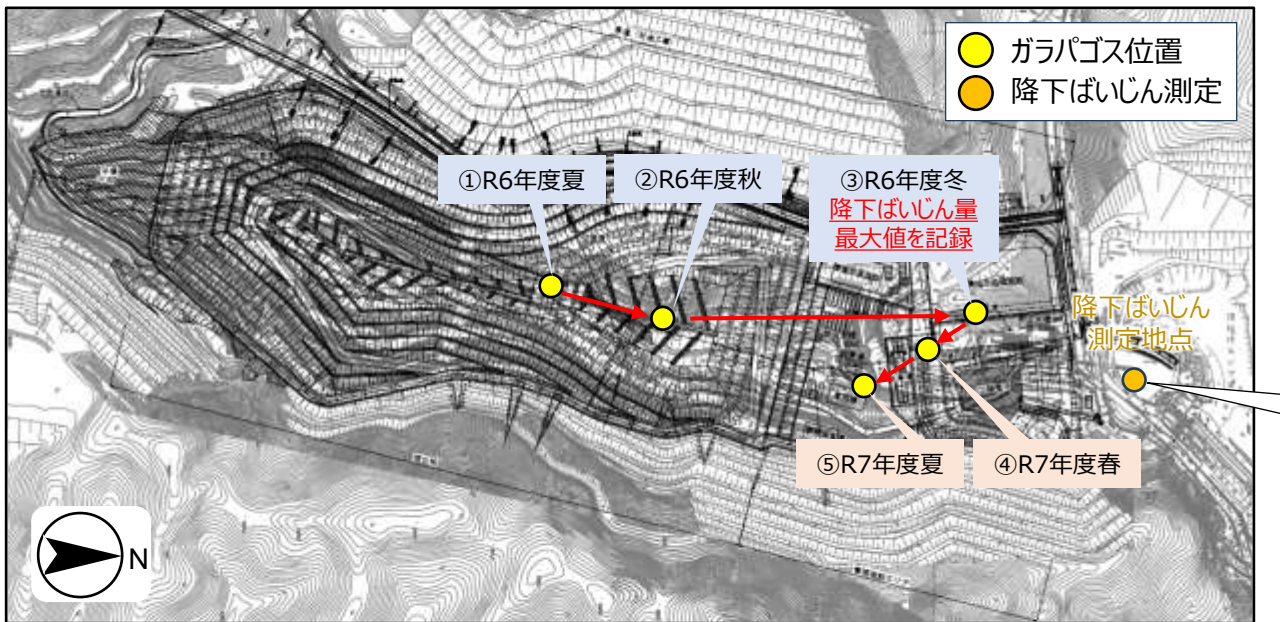 ガラパゴス位置
降下ばいじん測定
①R6年度夏
②R6年度秋
③R6年度冬
降下ばいじん量
最大値を記録
降下ばいじん
測定地点
⑤R7年度夏
④R7年度春
N